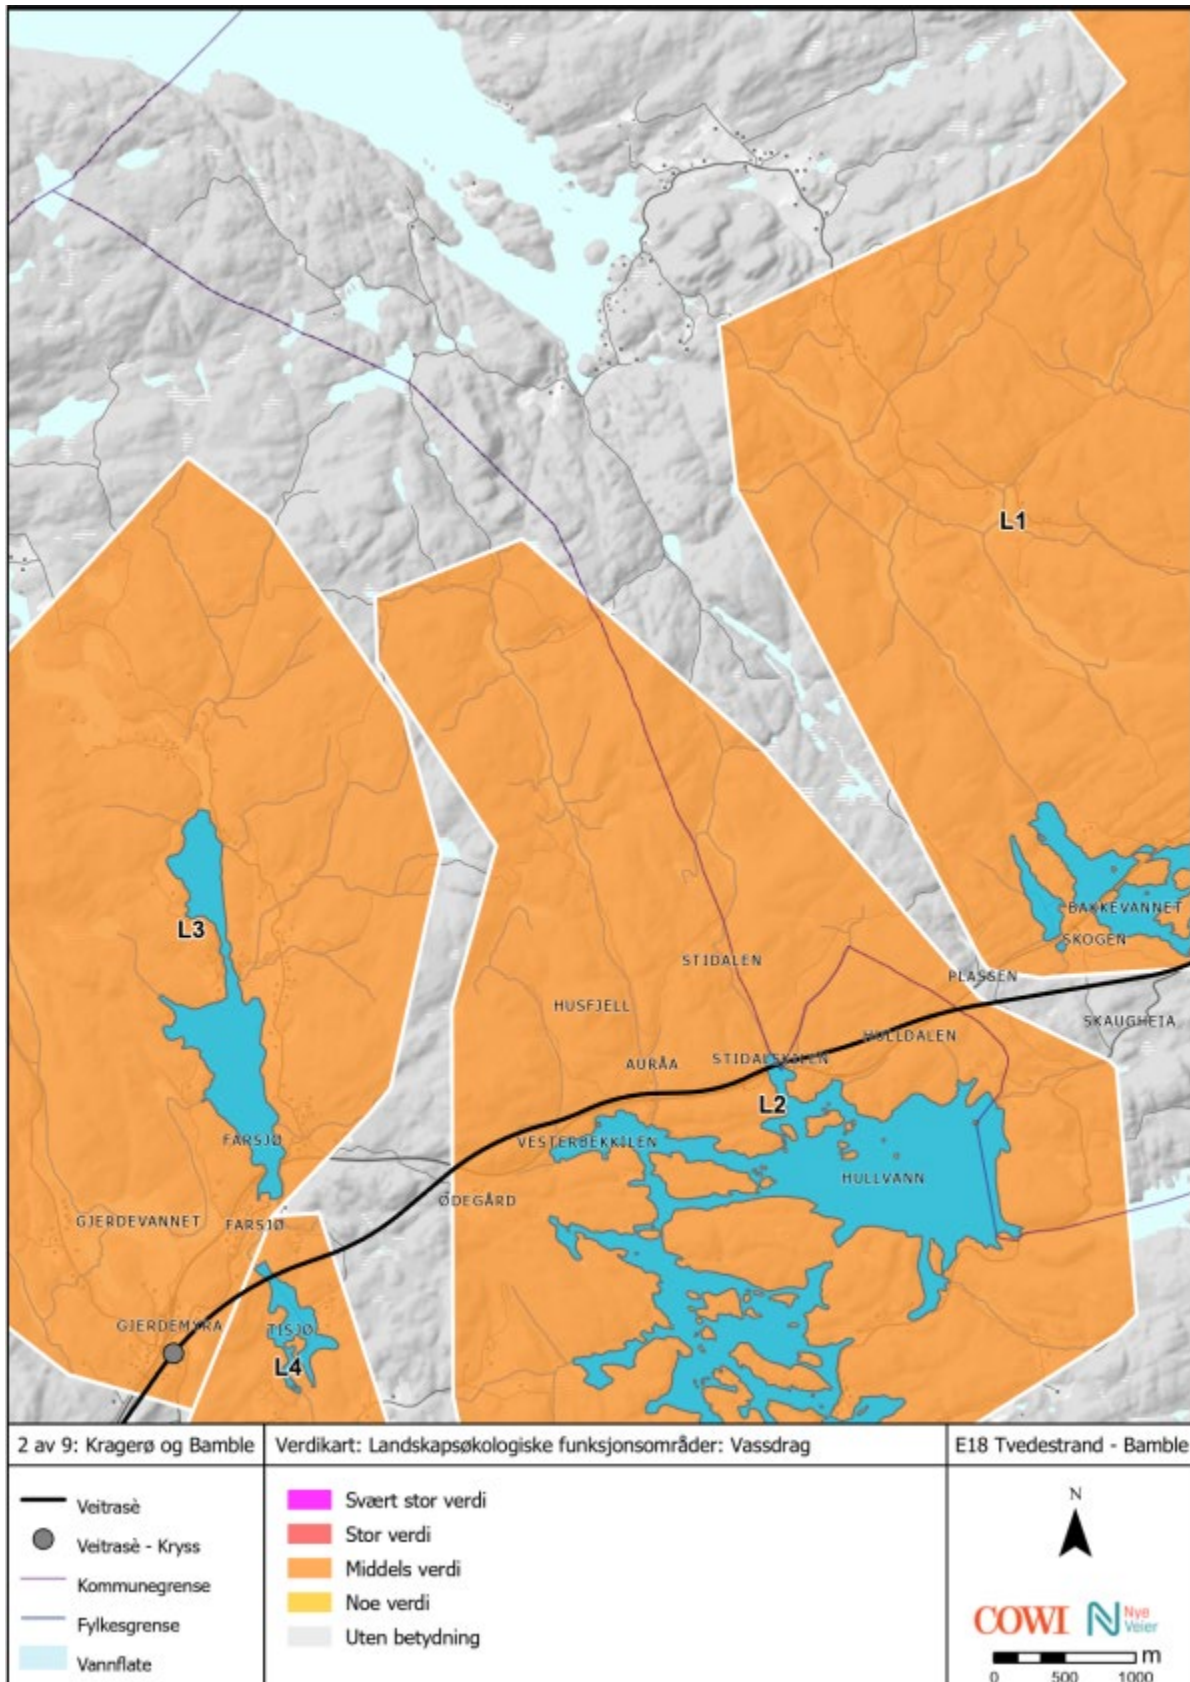 L1
BAKKEVANNET
L3
SKOGEN
STIDALEN
PLASSEN
HUSFJELL
SKAUGHEIA
HULLDALEN
AURÅA
STIDALSKILEN
L2
FARSJØ
VESTERBEKKILEN
HULLVANN
ØDEGÅRD
GJERDEVANNET
FARSJØ
GJERDEMYRA
TISJØ
L4
2 av 9: Kragerø og Bamble
Verdikart: Landskapsøkologiske funksjonsområder: Vassdrag
E18 Tvedestrand - Bamble
Veitrasè
Veitrasè - Kryss
Kommunegrense
Fylkesgrense
Vannflate
Svært stor verdi
Stor verdi
Middels verdi
Noe verdi
Uten betydning
N
COWI
Nye
Veier
m
0 500 1000